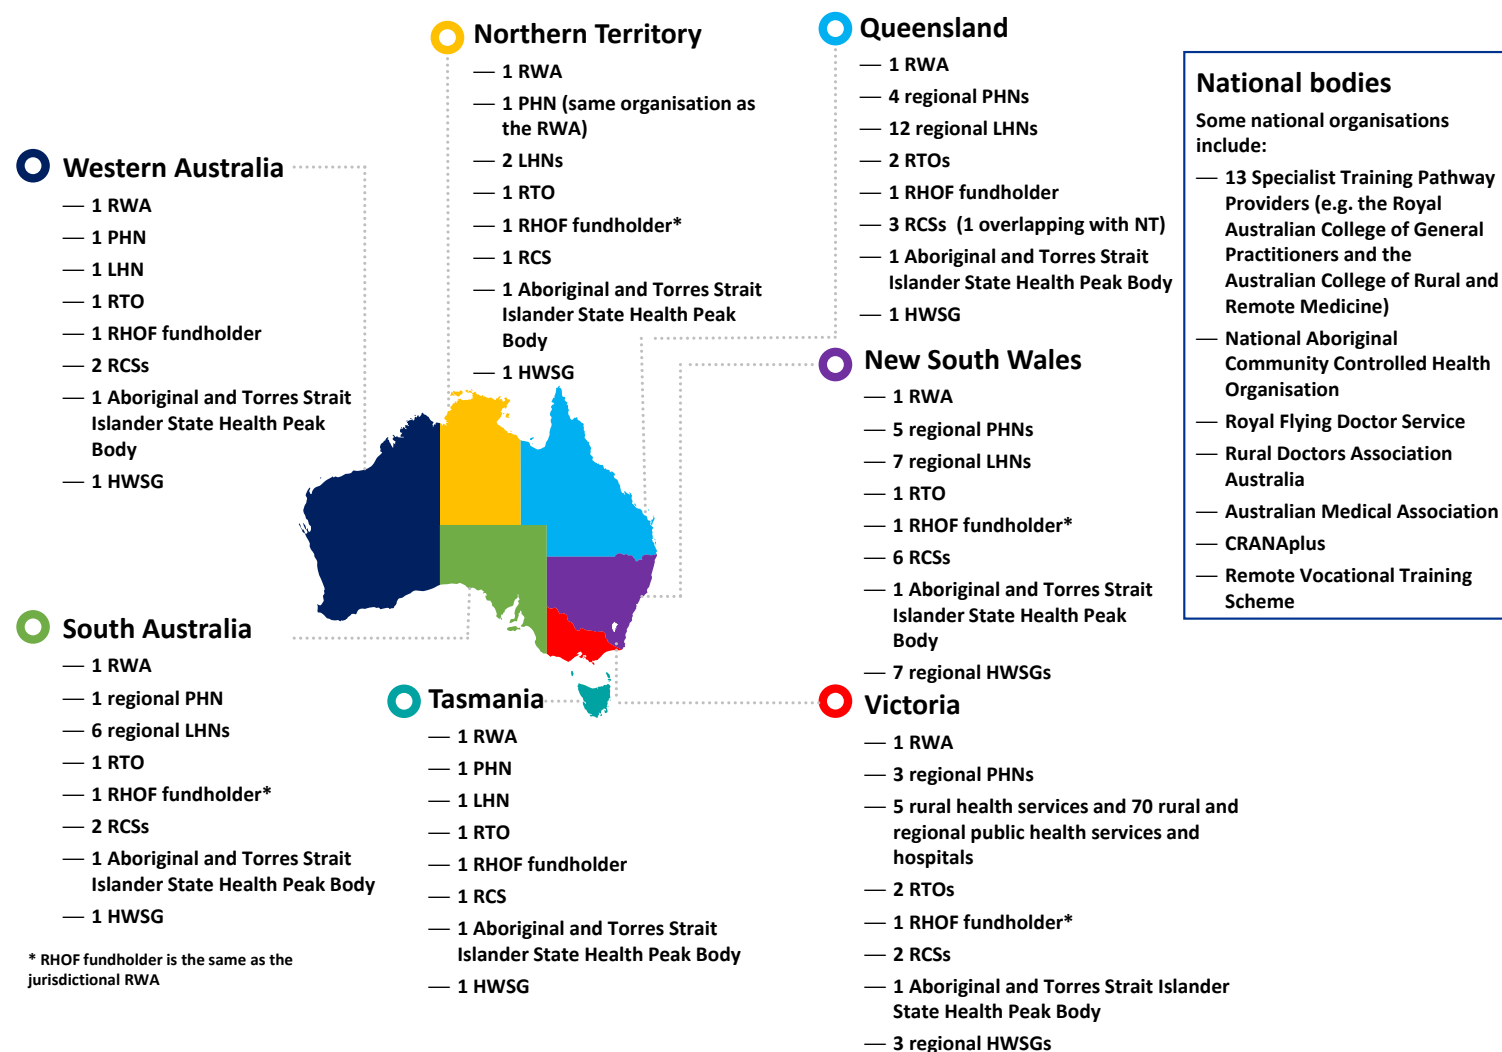 Northern Territory
— 1 RWA
— 1 PHN (same organisation as
the RWA)
— 2 LHNs
— 1 RTO
— 1 RHOF fundholder*
— 1 RCS
— 1 Aboriginal and Torres Strait
Islander State Health Peak
Body
— 1 HWSG
Queensland
— 1 RWA
— 4 regional PHNs
— 12 regional LHNs
— 2 RTOs
— 1 RHOF fundholder
— 3 RCSs (1 overlapping with NT)
— 1 Aboriginal and Torres Strait
Islander State Health Peak Body
— 1 HWSG
National bodies
Some national organisations
include:
— 13 Specialist Training Pathway
Providers (e.g. the Royal
Australian College of General
Practitioners and the
Australian College of Rural and
Remote Medicine)
— National Aboriginal
Community Controlled Health
Organisation
— Royal Flying Doctor Service
— Rural Doctors Association
Australia
— Australian Medical Association
— CRANAplus
— Remote Vocational Training
Scheme
Western Australia
— 1 RWA
— 1 PHN
— 1 LHN
— 1 RTO
— 1 RHOF fundholder
— 2 RCSs
— 1 Aboriginal and Torres Strait
Islander State Health Peak
Body
— 1 HWSG
New South Wales
— 1 RWA
— 5 regional PHNs
— 7 regional LHNs
— 1 RTO
— 1 RHOF fundholder*
— 6 RCSs
— 1 Aboriginal and Torres Strait
Islander State Health Peak
Body
— 7 regional HWSGs
South Australia
— 1 RWA
— 1 regional PHN
— 6 regional LHNs
— 1 RTO
— 1 RHOF fundholder*
— 2 RCSs
— 1 Aboriginal and Torres Strait
Islander State Health Peak Body
— 1 HWSG
Tasmania
— 1 RWA
— 1 PHN
— 1 LHN
— 1 RTO
— 1 RHOF fundholder
— 1 RCS
— 1 Aboriginal and Torres Strait
Islander State Health Peak Body
— 1 HWSG
Victoria
— 1 RWA
— 3 regional PHNs
— 5 rural health services and 70 rural and
regional public health services and
hospitals
— 2 RTOs
— 1 RHOF fundholder*
— 2 RCSs
— 1 Aboriginal and Torres Strait Islander
State Health Peak Body
— 3 regional HWSGs
* RHOF fundholder is the same as the
jurisdictional RWA